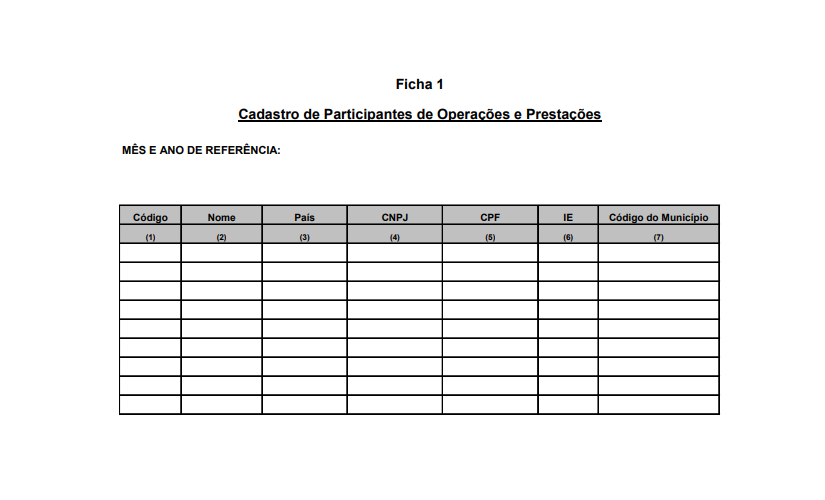 Ficha 1
Cadastro de Participantes de Operações e Prestações
MÊS E ANO DE REFERÊNCIA:
Código Nome País CNPJ CPF IE Código do Município
(1) (2) (3) (4) (5) (6) (7)